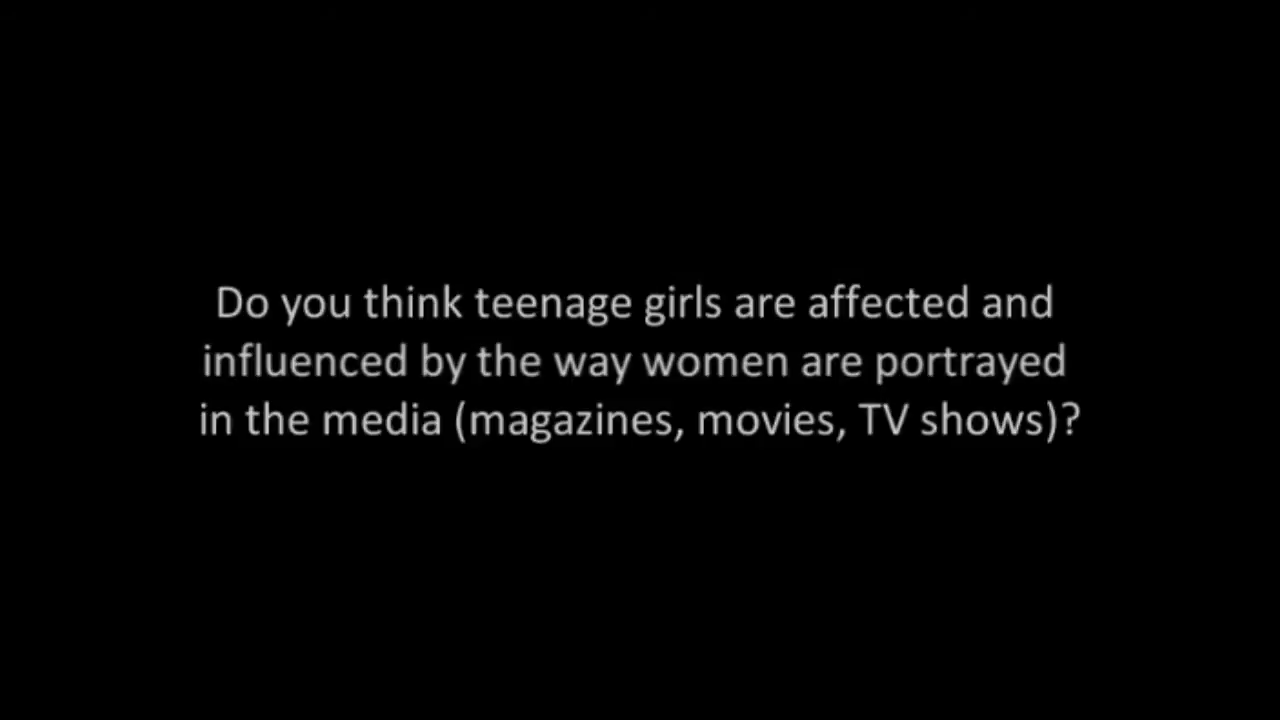 Do you think teenage girls are affected and
influenced by the way women are portrayed
in the media (magazines, movies, TV shows)?